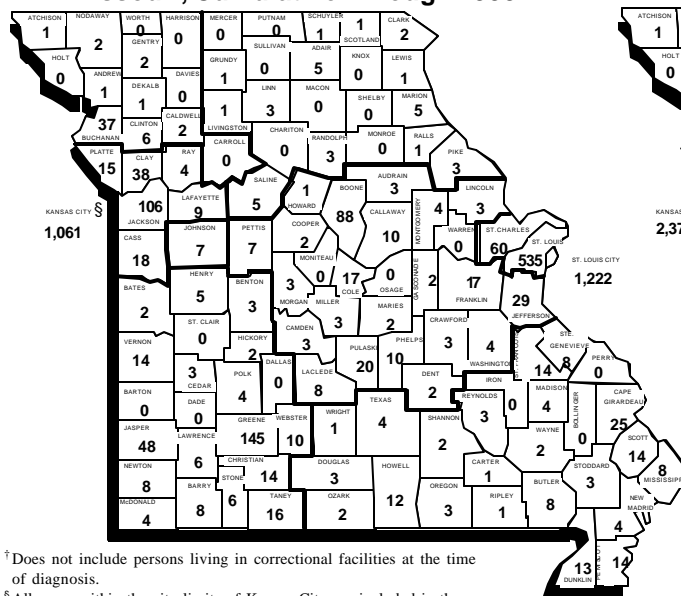 ATCHISON 1
NODAWAY 2
WORTH 0
HARRISON 0
MERCER 0
PUTNAM 0
SCHUYLER 1
SCOTLAND 1
CLARK 2
HOLT 0
ANDREW 1
GENTRY 2
DEKALB 1
DAVIES 0
GRUNDY 1
SULLIVAN 0
ADAIR 5
KNOX 0
LEWIS 1
LINN 3
MACON 0
SHELBY 0
MARION 5
BUCHANAN 37
CLINTON 6
CALDWELL 2
LIVINGSTON 1
CHARITON 0
RANDOLPH 3
MONROE 0
RALLS 1
PIKE 3
PLATTE 15
CLAY 38
RAY 4
CARROLL 0
SALINE 5
HOWARD 1
BOONE 88
AUDRAIN 3
LINCOLN 3
KANSAS CITY §
1,061
JACKSON 106
LAFAYETTE 9
COOPER 2
CALLAWAY 10
MONTGOMERY 4
WARREN 0
ST. CHARLES 60
ST. LOUIS 535
ST. LOUIS CITY
1,222
CASS 18
JOHNSON 7
PETTIS 7
MONITEAU 0
COLE 17
OSAGE 0
GASCONADE 2
FRANKLIN 17
JEFFERSON 29
BATES 2
HENRY 5
BENTON 3
MORGAN 3
MILLER 3
MARIES 2
VERNON 14
ST. CLAIR 0
HICKORY 2
CAMDEN 3
PULASKI 20
PHELPS 10
CRAWFORD 3
WASHINGTON 4
14
STE. GENEVIEVE 8
PERRY 0
BARTON 0
CEDAR 3
POLK 4
DALLAS 0
LACLEDE 8
DENT 2
IRON 0
REYNOLDS 3
MADISON 4
BOLLINGER 0
CAPE GIRARDEAU 25
JASPER 48
DADE 0
GREENE 145
WEBSTER 10
WRIGHT 1
TEXAS 4
SHANNON 2
WAYNE 2
SCOTT 14
LAWRENCE 6
CHRISTIAN 14
DOUGLAS 3
HOWELL 12
CARTER 1
BUTLER 8
STODDARD 3
MISSISSIPPI 8
NEWTON 8
McDONALD 4
BARRY 8
STONE 6
TANEY 16
OZARK 2
OREGON 3
RIPLEY 1
NEW MADRID 4
DUNKLIN 13
PEMISCOT 14
† Does not include persons living in correctional facilities at the time
of diagnosis.
ATCHISON 1
HOLT 0